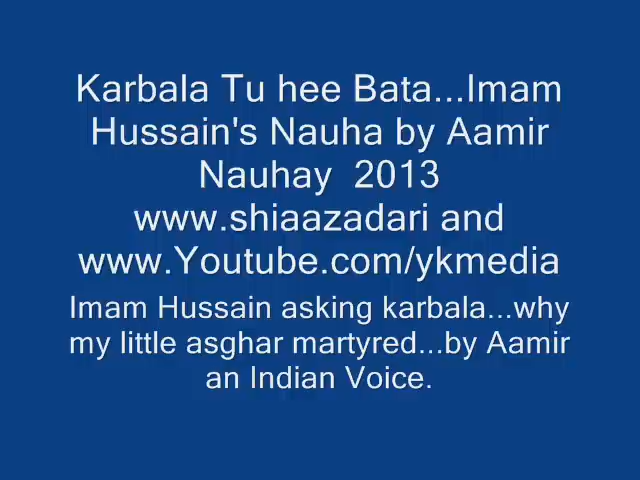 Karbala Tu hee Bata...Imam
Hussain's Nauha by Aamir
Nauhay  2013
www.shiaazadari and
www.Youtube.com/ykmedia
Imam Hussain asking karbala...why
my little asghar martyred...by Aamir
an Indian Voice.